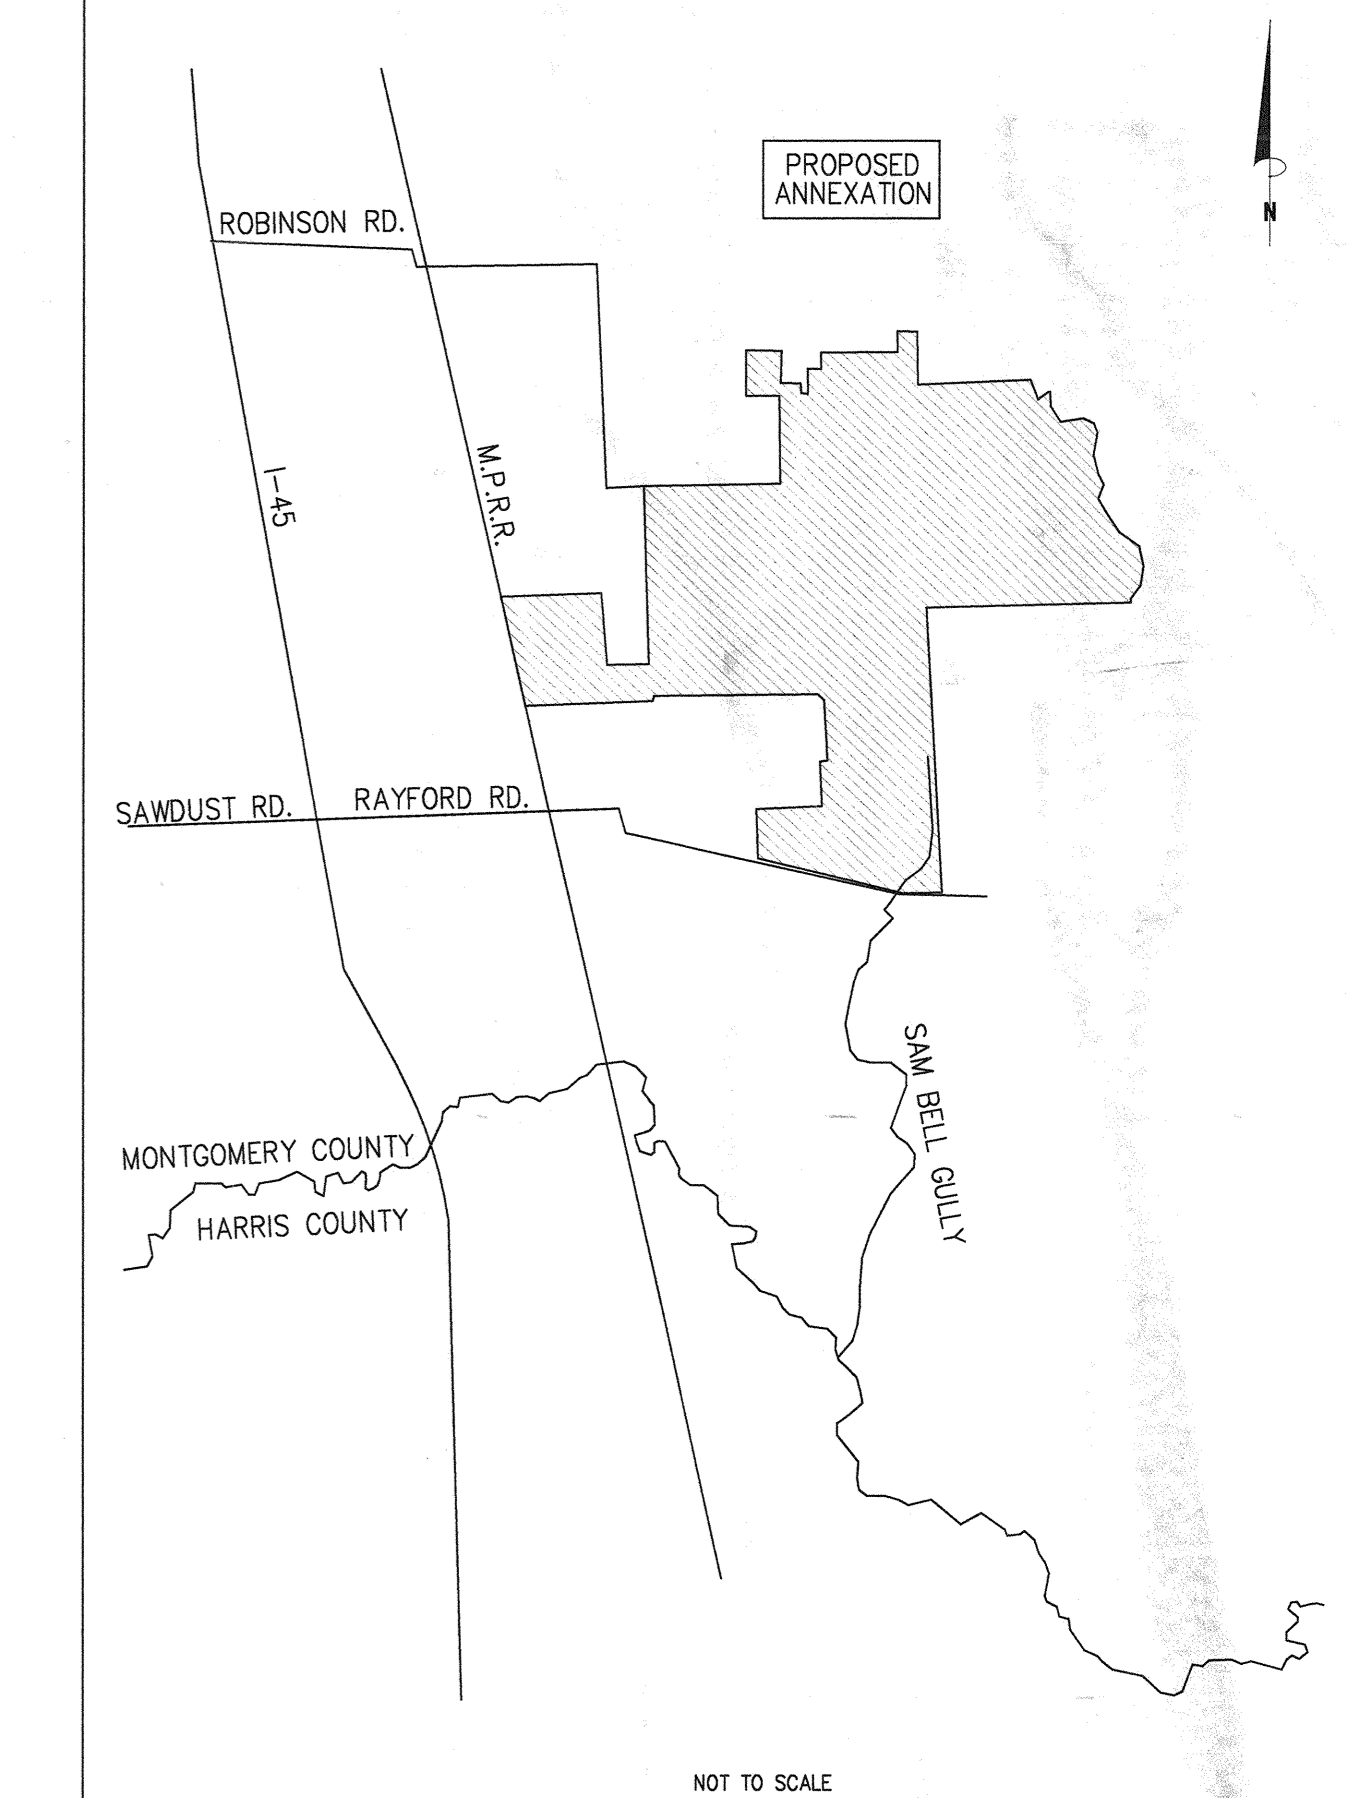 PROPOSED
ANNEXATION
N
ROBINSON RD.
I-45
M.P.R.R.
SAWDUST RD.
RAYFORD RD.
SAM BELL GULLY
MONTGOMERY COUNTY
HARRIS COUNTY
NOT TO SCALE